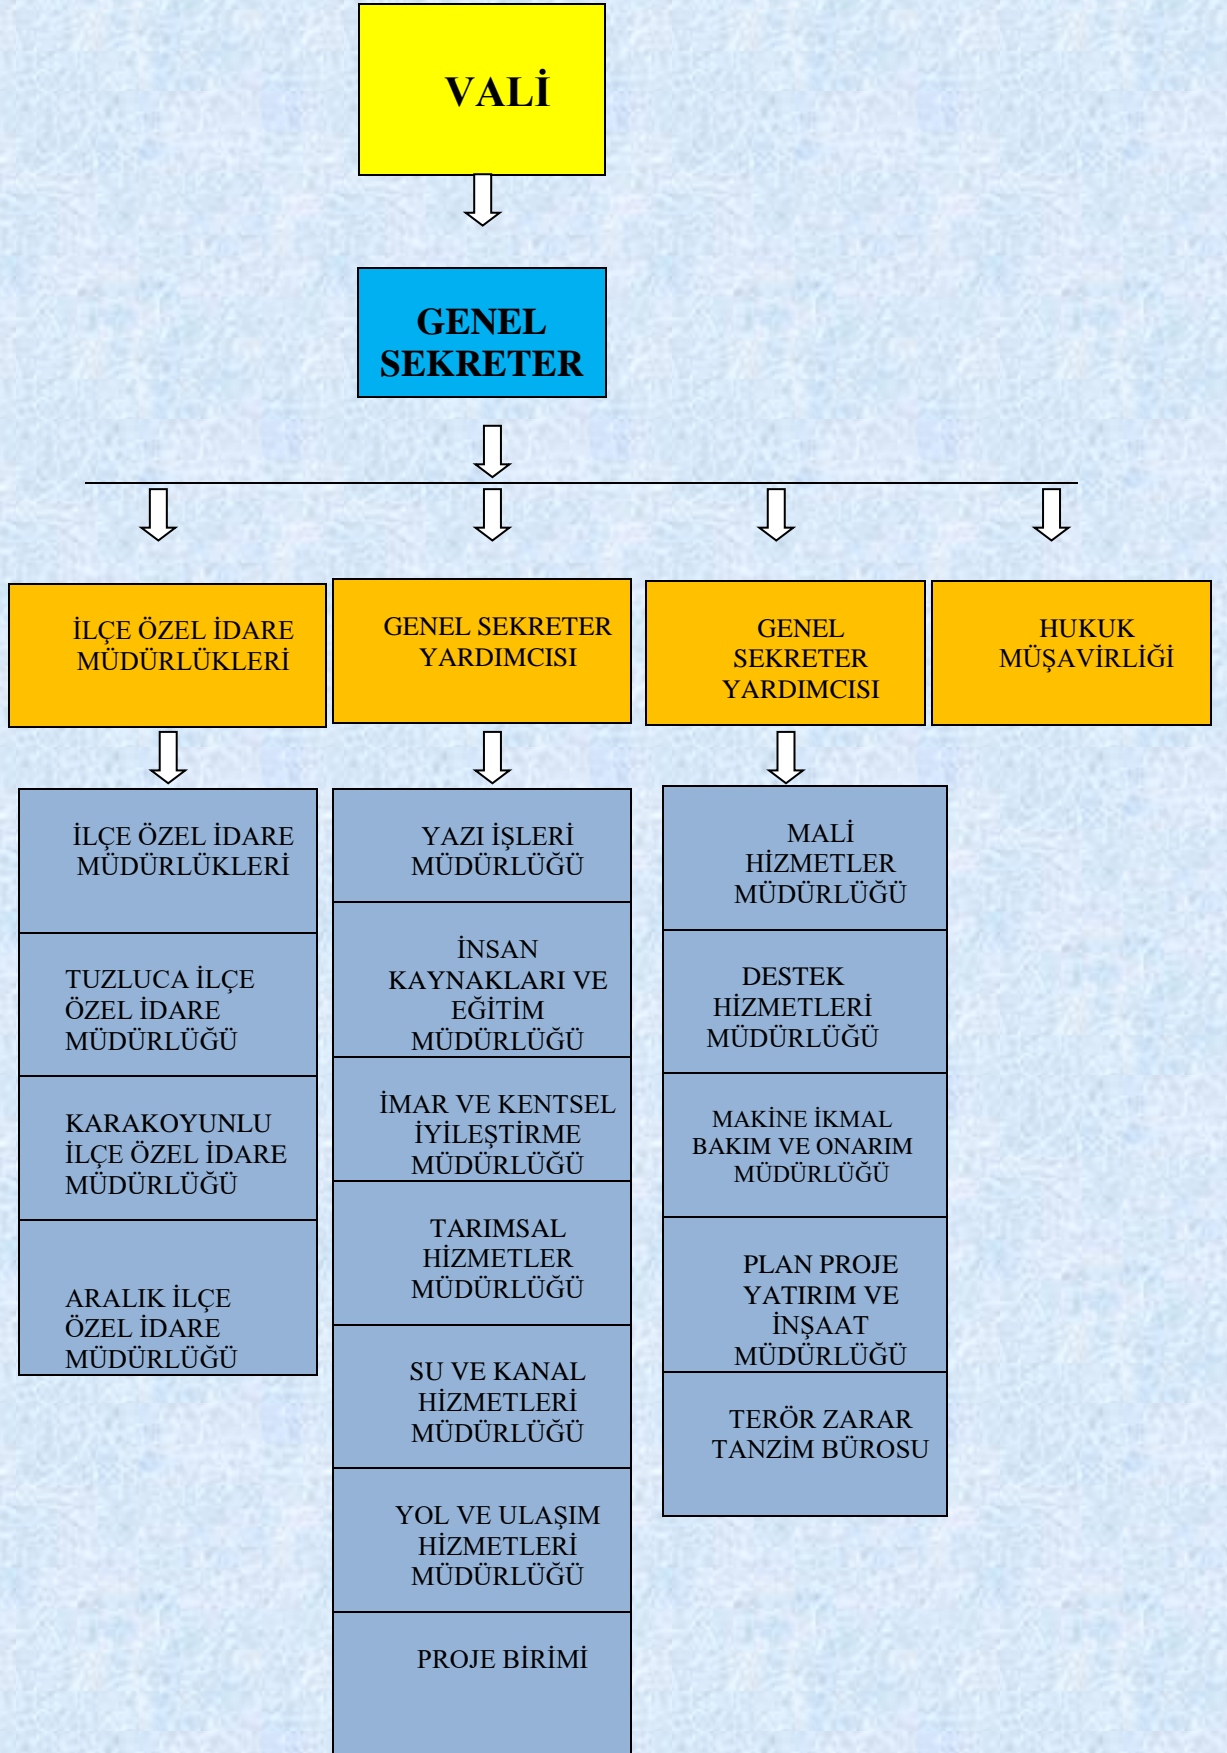 VALİ
GENEL
SEKRETER
İLÇE ÖZEL İDARE
MÜDÜRLÜKLERİ
GENEL SEKRETER
YARDIMCISI
GENEL
SEKRETER
YARDIMCISI
HUKUK
MÜŞAVİRLİĞİ
İLÇE ÖZEL İDARE
MÜDÜRLÜKLERİ
TUZLUCA İLÇE
ÖZEL İDARE
MÜDÜRLÜĞÜ
KARAKOYUNLU
İLÇE ÖZEL İDARE
MÜDÜRLÜĞÜ
ARALIK İLÇE
ÖZEL İDARE
MÜDÜRLÜĞÜ
YAZI İŞLERİ
MÜDÜRLÜĞÜ
İNSAN
KAYNAKLARI VE
EĞİTİM
MÜDÜRLÜĞÜ
İMAR VE KENTSEL
İYİLEŞTİRME
MÜDÜRLÜĞÜ
TARIMSAL
HİZMETLER
MÜDÜRLÜĞÜ
SU VE KANAL
HİZMETLERİ
MÜDÜRLÜĞÜ
YOL VE ULAŞIM
HİZMETLERİ
MÜDÜRLÜĞÜ
PROJE BİRİMİ
MALİ
HİZMETLER
MÜDÜRLÜĞÜ
DESTEK
HİZMETLERİ
MÜDÜRLÜĞÜ
MAKİNE İKMAL
BAKIM VE ONARIM
MÜDÜRLÜĞÜ
PLAN PROJE
YATIRIM VE
İNŞAAT
MÜDÜRLÜĞÜ
TERÖR ZARAR
TANZİM BÜROSU